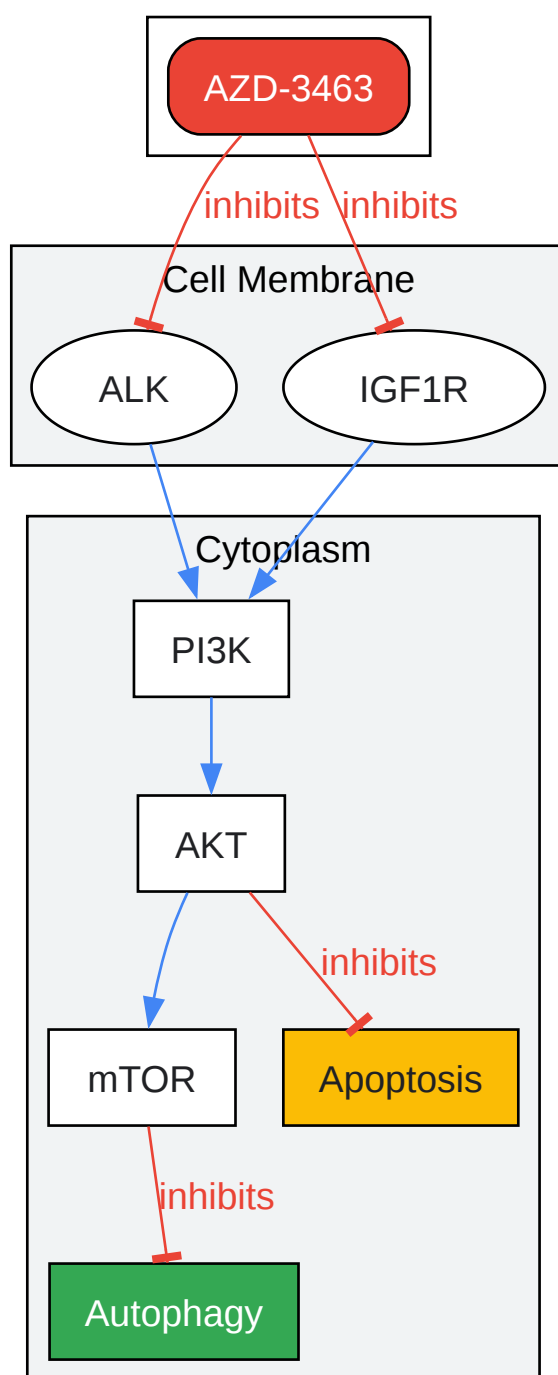 AZD-3463
inhibits inhibits
Cell Membrane
ALK IGF1R
Cytoplasm
PI3K
AKT
inhibits
mTOR Apoptosis
inhibits
Autophagy